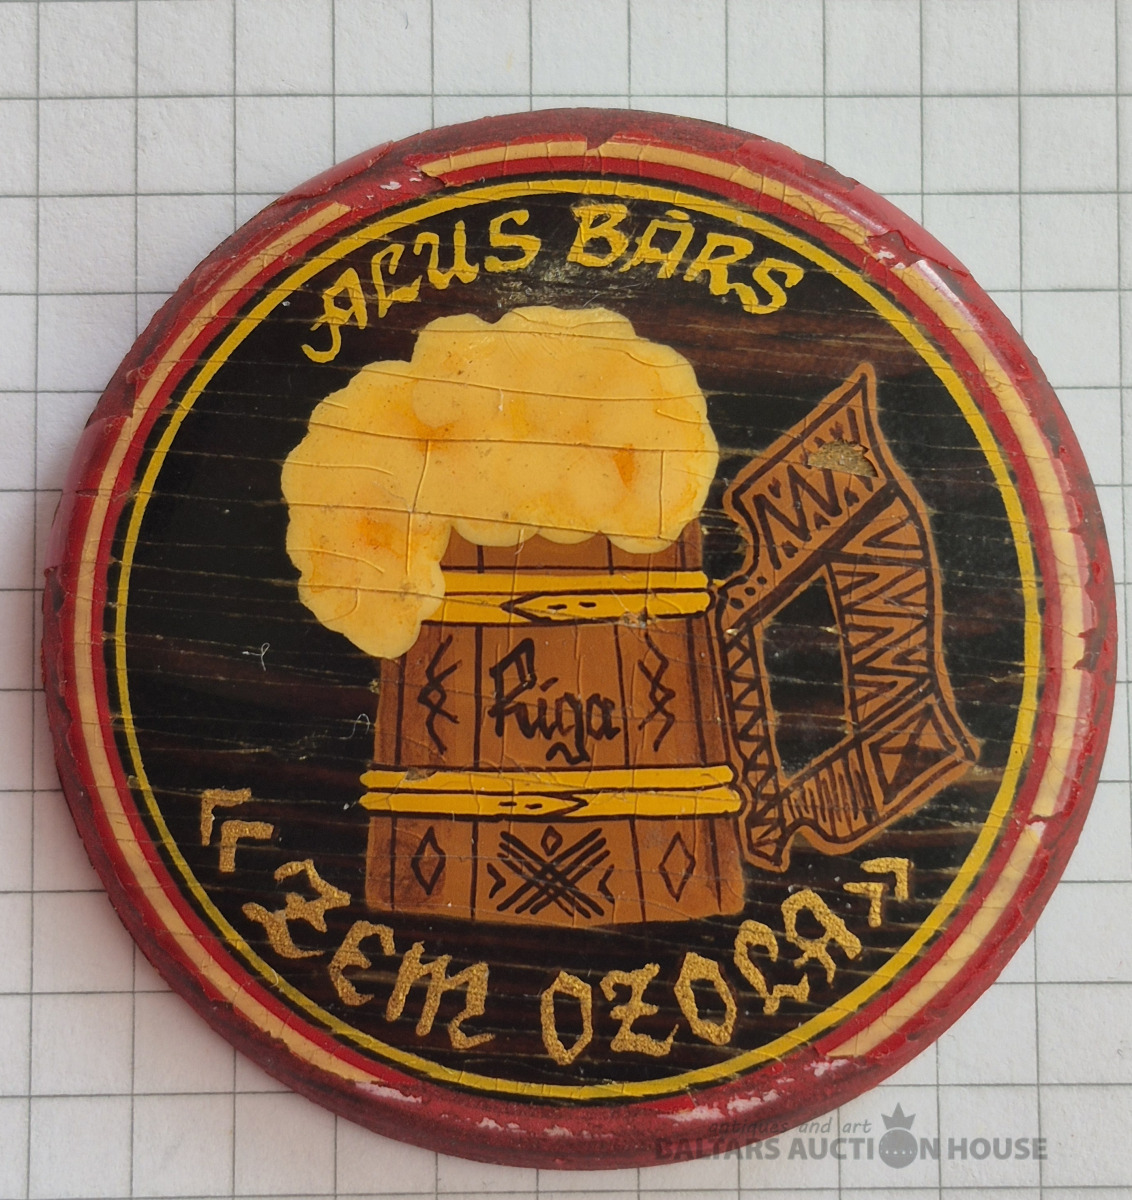 ALUS BĀRS
Rīga
«ZEM OZOLA»
antiques and art
BALTARS AUCTION HOUSE